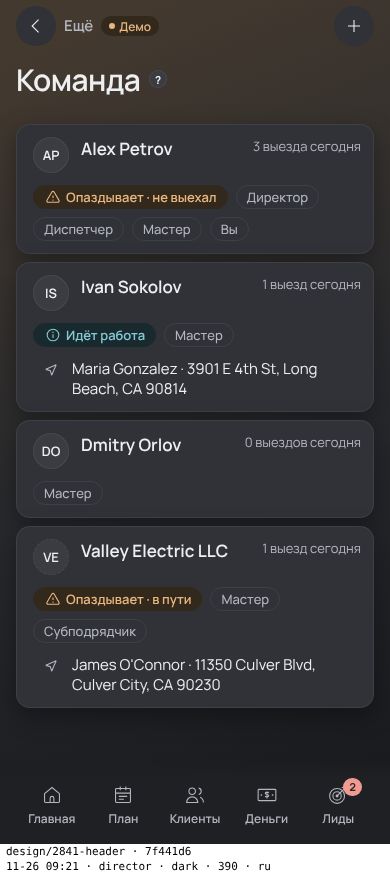 Ещё
Демо
Команда ?
AP Alex Petrov 3 выезда сегодня
Опаздывает · не выехал Директор
Диспетчер Мастер Вы
IS Ivan Sokolov 1 выезд сегодня
Идёт работа Мастер
Maria Gonzalez · 3901 E 4th St, Long
Beach, CA 90814
DO Dmitry Orlov 0 выездов сегодня
Мастер
VE Valley Electric LLC 1 выезд сегодня
Опаздывает · в пути Мастер
Субподрядчик
James O'Connor · 11350 Culver Blvd,
Culver City, CA 90230
2
Главная План Клиенты Деньги Лиды
design/2841-header · 7f441d6
11-26 09:21 · director · dark · 390 · ru